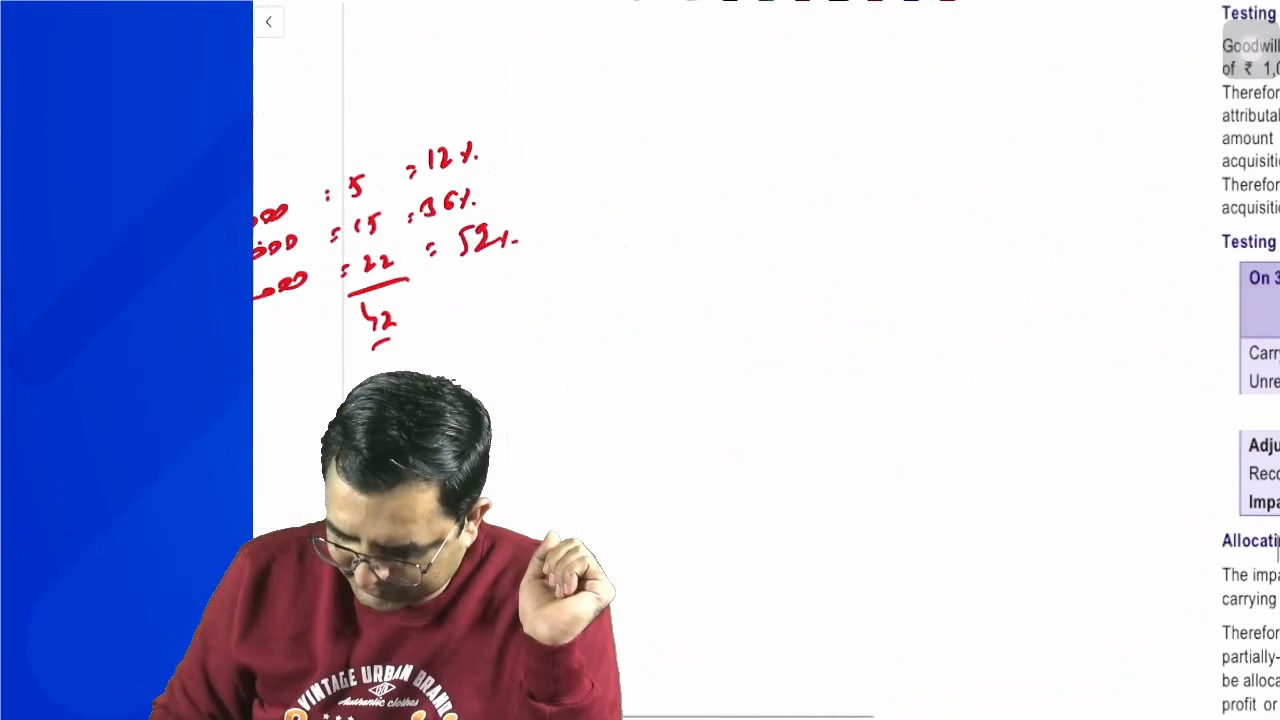 : 5 = 12%.
= 15 = 36%.
= 22 = 52%.
42
VINTAGE URBAN BRAND
Authentic clothes
Testing
Goodwill
of ₹ 1,0
Therefor
attributal
amount
acquisitio
Therefor
acquisitio
Testing
On 3
Carry
Unre
Adju
Reco
Impa
Allocati
The impa
carrying
Therefor
partially-
be alloca
profit or